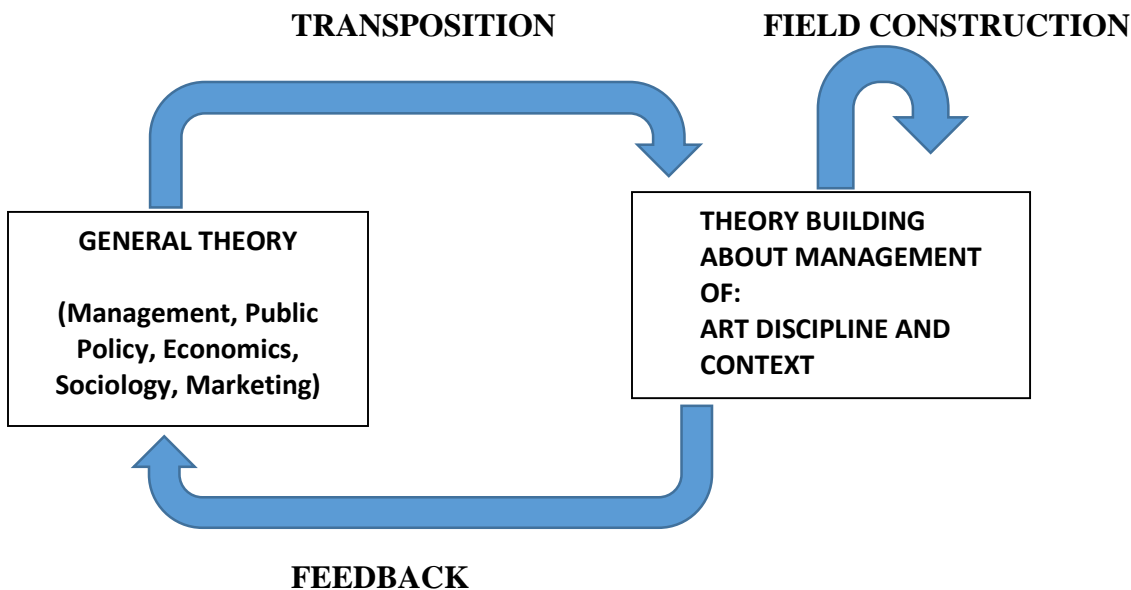 TRANSPOSITION
FIELD CONSTRUCTION
GENERAL THEORY
(Management, Public
Policy, Economics,
Sociology, Marketing)
THEORY BUILDING
ABOUT MANAGEMENT
OF:
ART DISCIPLINE AND
CONTEXT
FEEDBACK